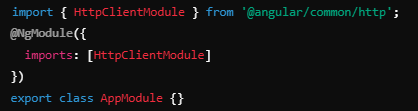 import { HttpClientModule } from '@angular/common/http';
@NgModule({
imports: [HttpClientModule]
})
export class AppModule {}